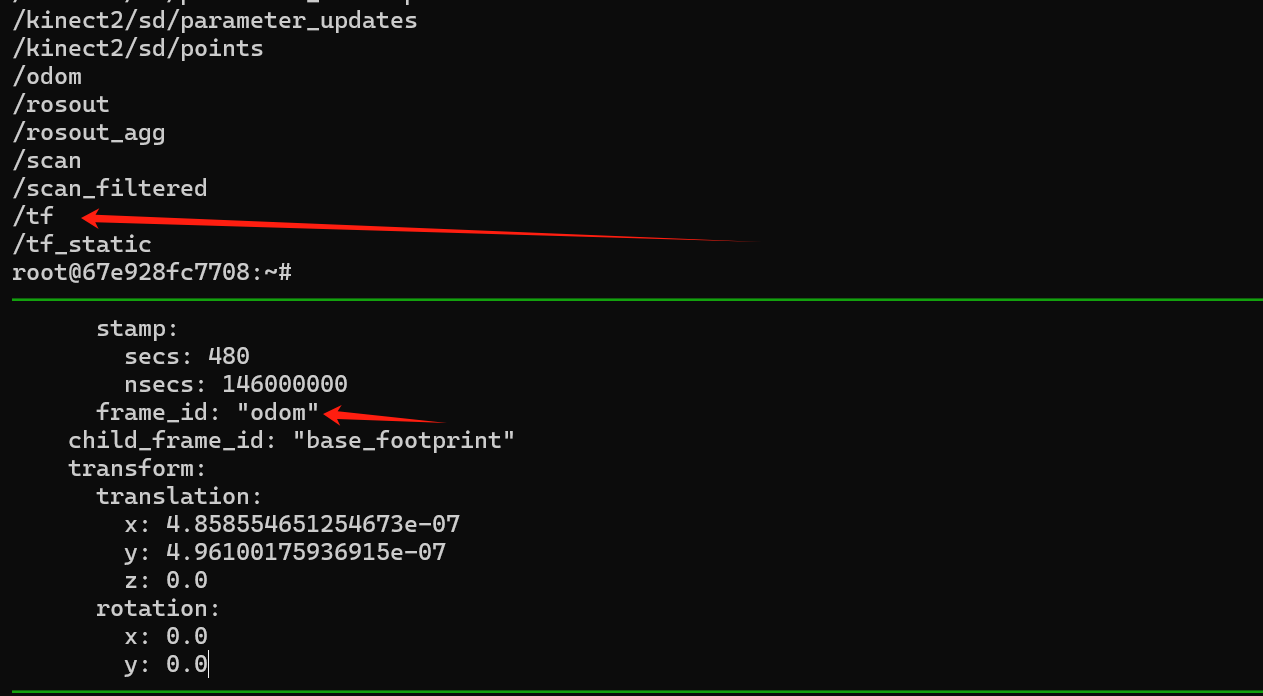 /kinect2/sd/parameter_updates
/kinect2/sd/points
/odom
/rosout
/rosout_agg
/scan
/scan_filtered
/tf
/tf_static
root@67e928fc7708:~#
stamp:
secs: 480
nsecs: 146000000
frame_id: "odom"
child_frame_id: "base_footprint"
transform:
translation:
x: 4.858554651254673e-07
y: 4.96100175936915e-07
z: 0.0
rotation:
x: 0.0
y: 0.0